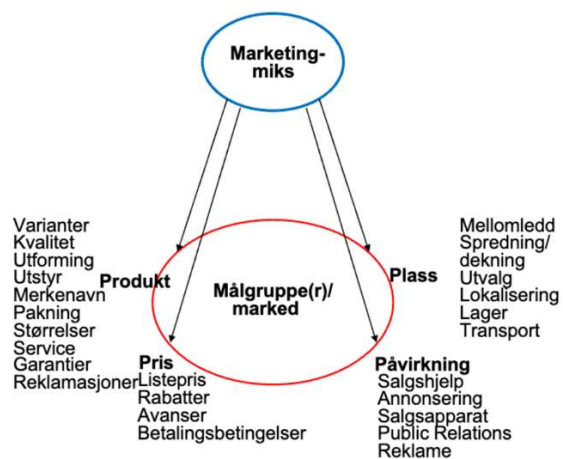 Marketing-
miks
Varianter
Kvalitet
Utforming
Utstyr
Merkenavn
Pakning
Størrelser
Service
Garantier
Reklamasjoner
Produkt
Målgruppe(r)/
marked
Plass
Mellomledd
Spredning/
dekning
Utvalg
Lokalisering
Lager
Transport
Pris
Listepris
Rabatter
Avanser
Betalingsbetingelser
Påvirkning
Salgshjelp
Annonsering
Salgsapparat
Public Relations
Reklame